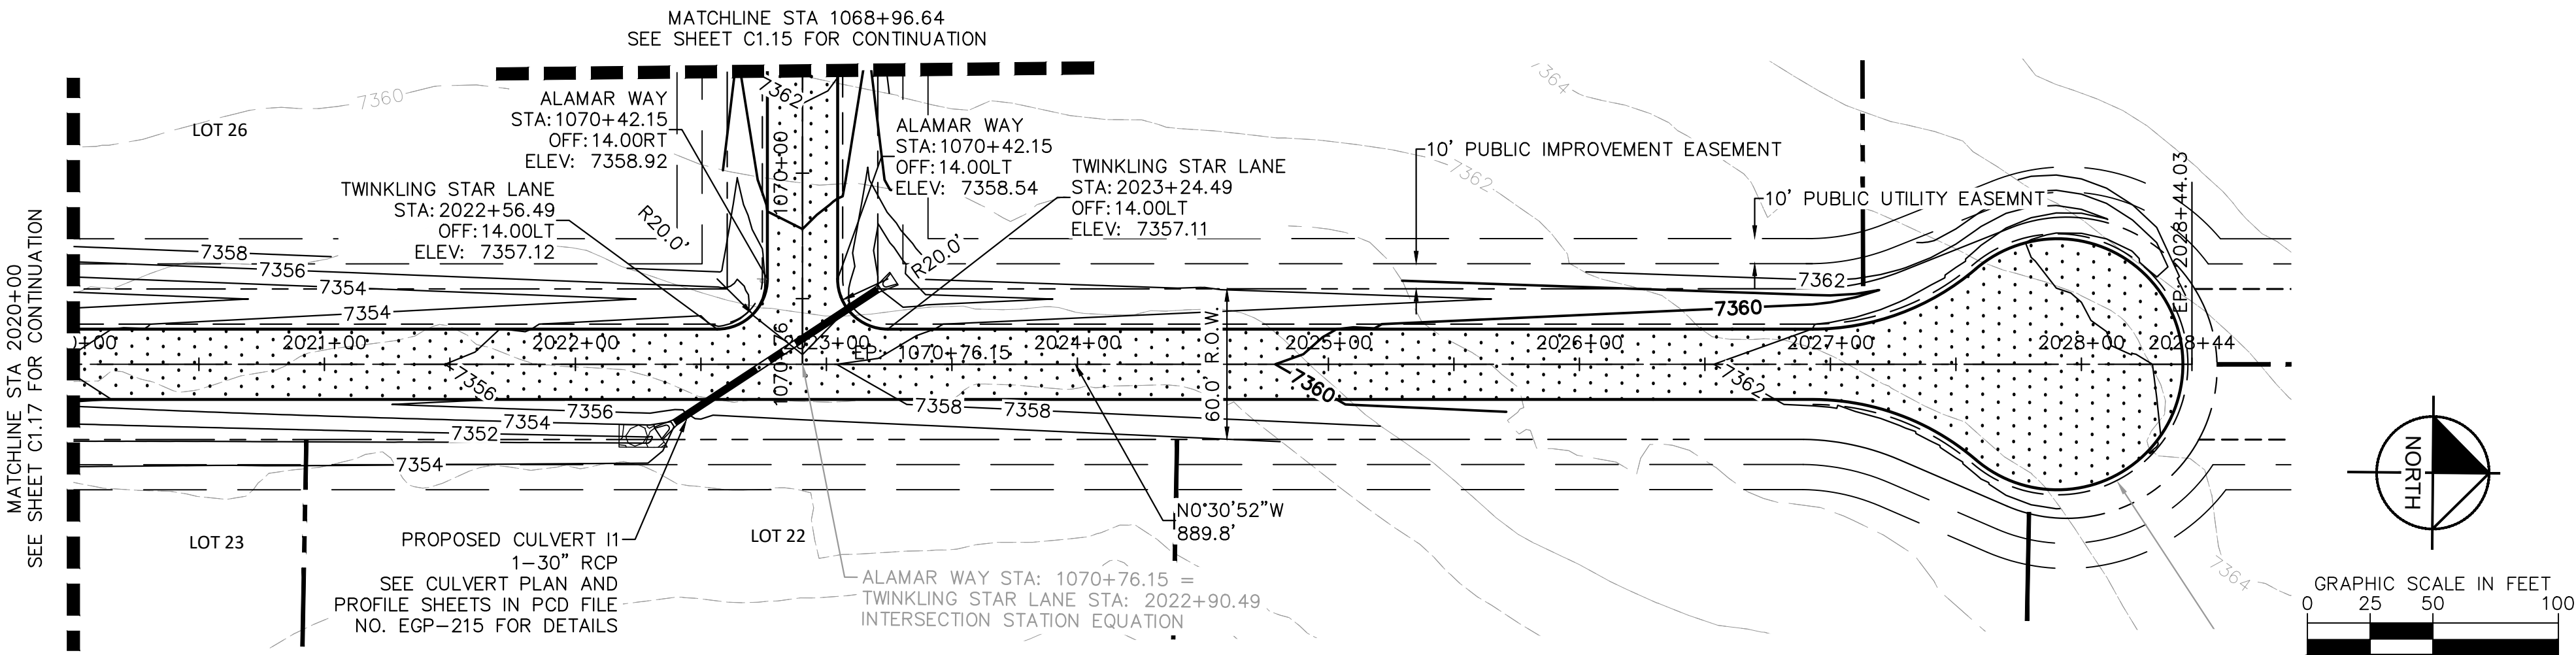 MATCHLINE STA 1068+96.64
SEE SHEET C1.15 FOR CONTINUATION
MATCHLINE STA 2020+00
SEE SHEET C1.17 FOR CONTINUATION
7360
LOT 26
ALAMAR WAY
STA:1070+42.15
OFF:14.00RT
ELEV: 7358.92
7362
1070+00
ALAMAR WAY
STA:1070+42.15
OFF:14.00LT
ELEV: 7358.54
TWINKLING STAR LANE
STA:2022+56.49
OFF:14.00LT
ELEV: 7357.12
R20.0'
R20.0'
TWINKLING STAR LANE
STA:2023+24.49
OFF:14.00LT
ELEV: 7357.11
10' PUBLIC IMPROVEMENT EASEMENT
7362
7364
10' PUBLIC UTILITY EASEMNT
EP: 2028+44.03
7358
7356
7354
7354
7362
7360
0+00
2021+00
2022+00
2023+00
2024+00
2025+00
2026+00
2027+00
2028+00
2028+44
EP: 1070+76.15
1070+76
60.0' R.O.W.
7356
7360
7362
7356
7354
7352
7354
7358
7358
N0°30'52"W
889.8'
LOT 23
LOT 22
PROPOSED CULVERT I1
1-30" RCP
SEE CULVERT PLAN AND
PROFILE SHEETS IN PCD FILE
NO. EGP-215 FOR DETAILS
ALAMAR WAY STA: 1070+76.15 =
TWINKLING STAR LANE STA: 2022+90.49
INTERSECTION STATION EQUATION
7364
NORTH
GRAPHIC SCALE IN FEET
0 25 50 100